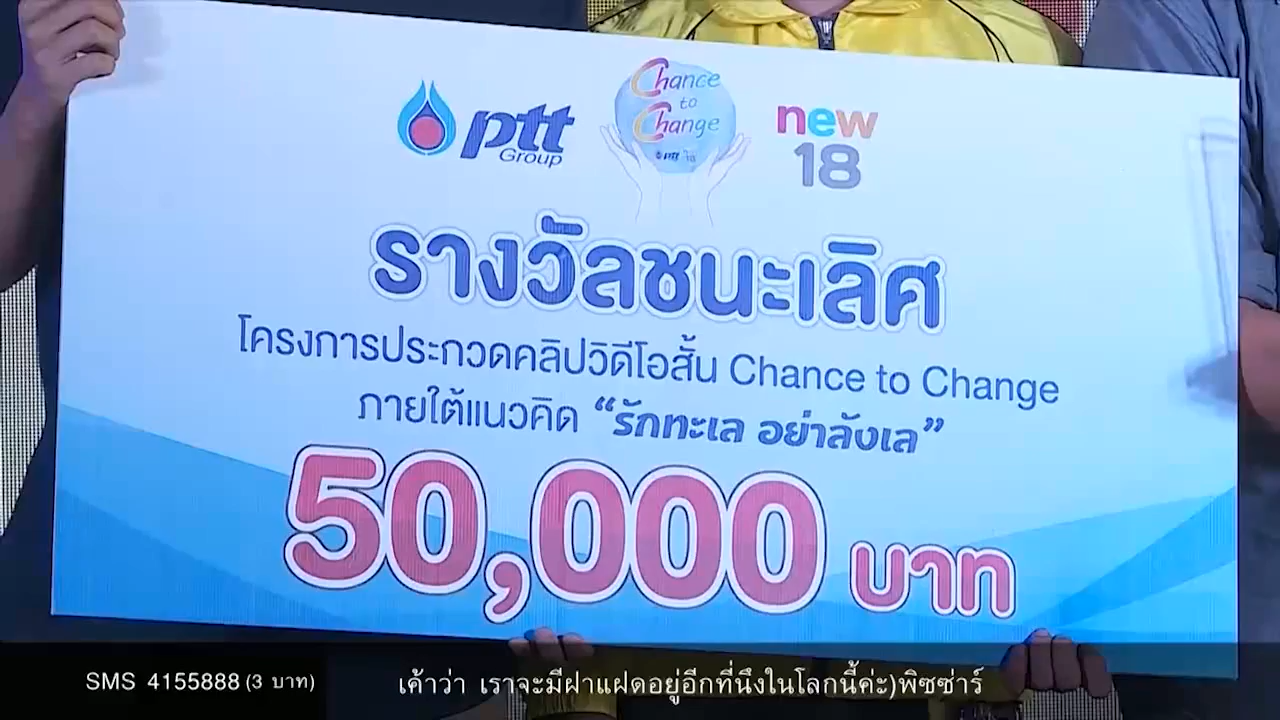 ptt
Group
Chance
to
Change
ptt 18
new
18
รางวัลชนะเลิศ
โครงการประกวดคลิปวิดีโอสั้น Chance to Change
ภายใต้แนวคิด “รักทะเล อย่าลังเล”
50,000 บาท
SMS 4155888 (3 บาท)
เค้าว่า เราจะมีฝาแฝดอยู่อีกที่นึงในโลกนี้ค่ะ)พิซซ่าร์